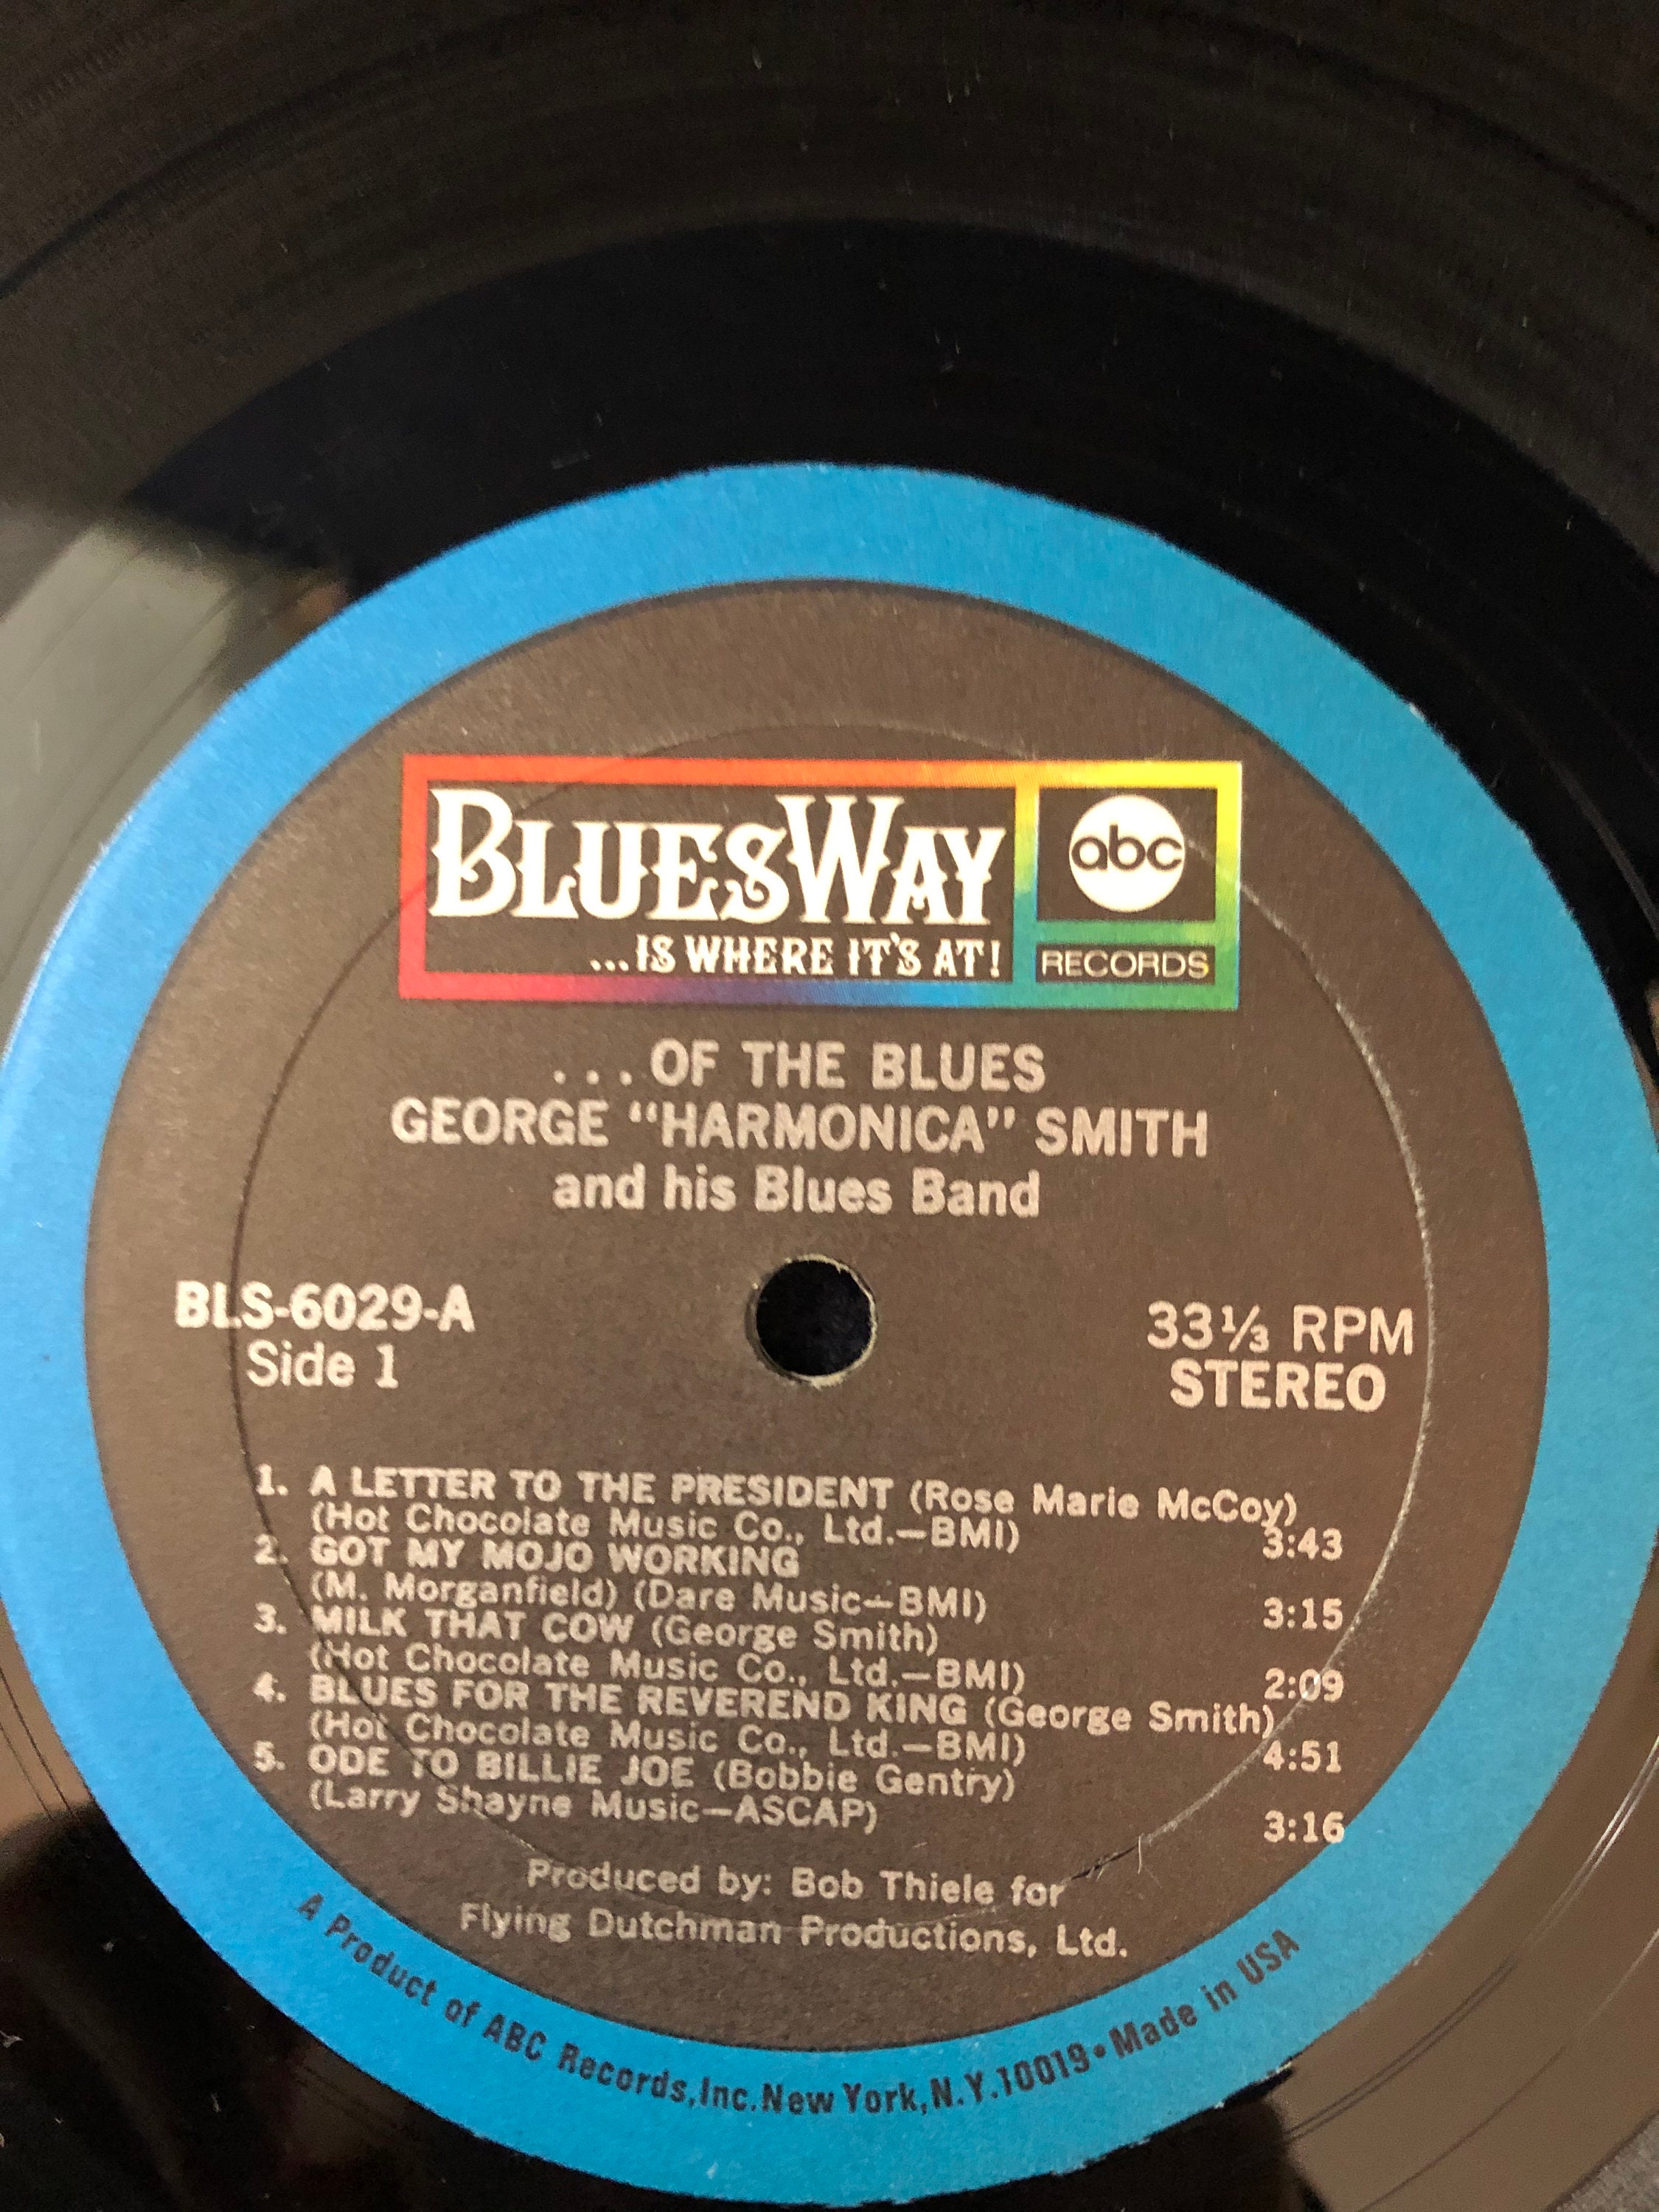 BLUESWAY
...IS WHERE IT'S AT!
abc
RECORDS
...OF THE BLUES
GEORGE "HARMONICA" SMITH
and his Blues Band
BLS-6029-A
Side 1
33⅓ RPM
STEREO
1. A LETTER TO THE PRESIDENT (Rose Marie McCoy)
(Hot Chocolate Music Co., Ltd.—BMI) 3:43
2. GOT MY MOJO WORKING
(M. Morganfield) (Dare Music—BMI) 3:15
3. MILK THAT COW (George Smith)
(Hot Chocolate Music Co., Ltd.—BMI) 2:09
4. BLUES FOR THE REVEREND KING (George Smith)
(Hot Chocolate Music Co., Ltd.—BMI) 4:51
5. ODE TO BILLIE JOE (Bobbie Gentry)
(Larry Shayne Music—ASCAP) 3:16
Produced by: Bob Thiele for
Flying Dutchman Productions, Ltd.
A Product of ABC Records, Inc. New York, N.Y. 10019 • Made in USA